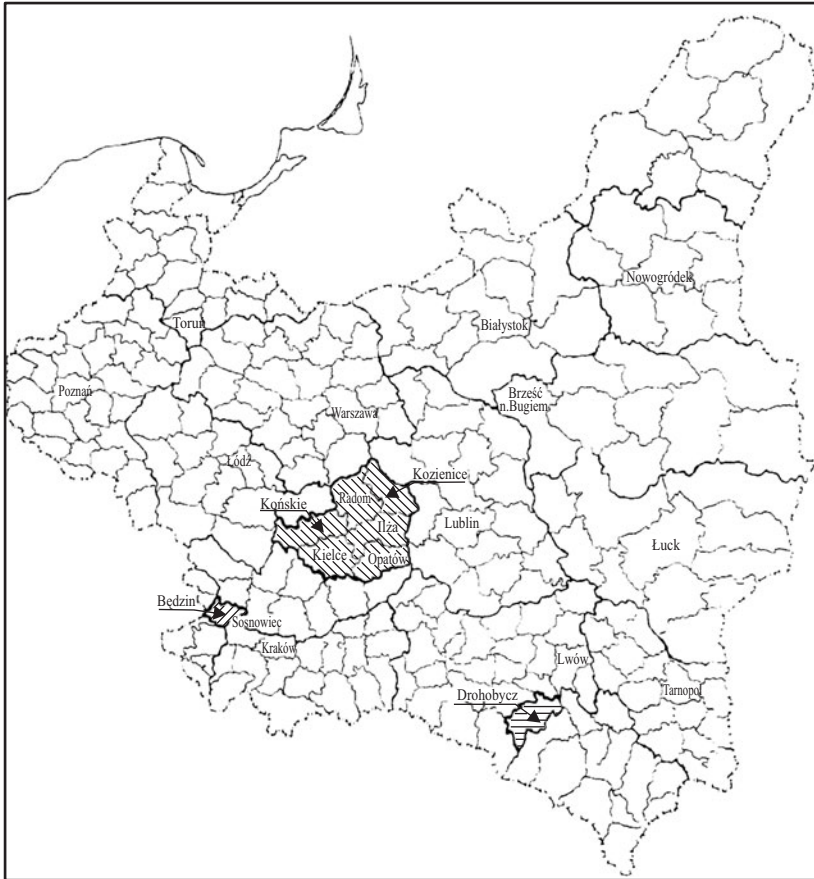 Nowogródek
Toruń
Białystok
Poznań
Brześć
n.Bugiem
Warszawa
Łódź
Kozienice
Radom
Końskie
Iłża
Lublin
Łuck
Kielce
Opatów
Będzin
Sosnowiec
Kraków
Lwów
Tarnopol
Drohobycz